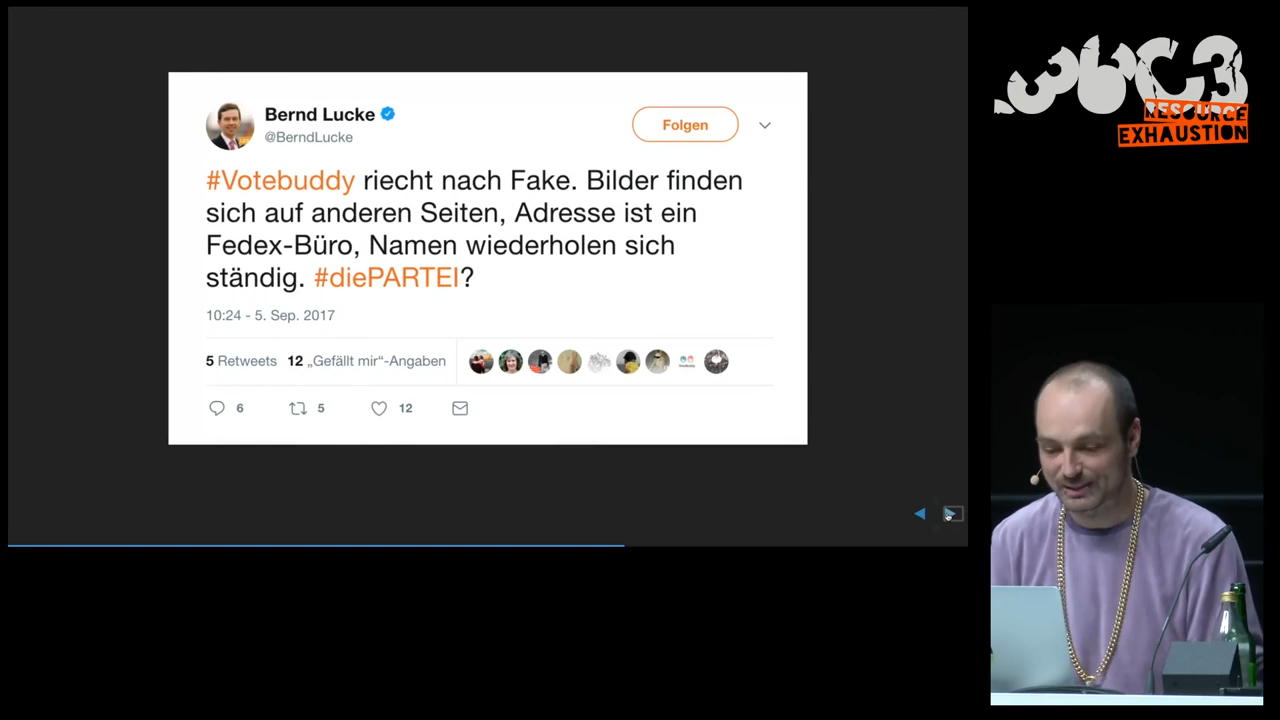 36C3
RESOURCE
EXHAUSTION
Bernd Lucke
@BerndLucke
Folgen
#Votebuddy riecht nach Fake. Bilder finden
sich auf anderen Seiten, Adresse ist ein
Fedex-Büro, Namen wiederholen sich
ständig. #diePARTEI?
10:24 - 5. Sep. 2017
5 Retweets 12 „Gefällt mir“-Angaben
6 5 12